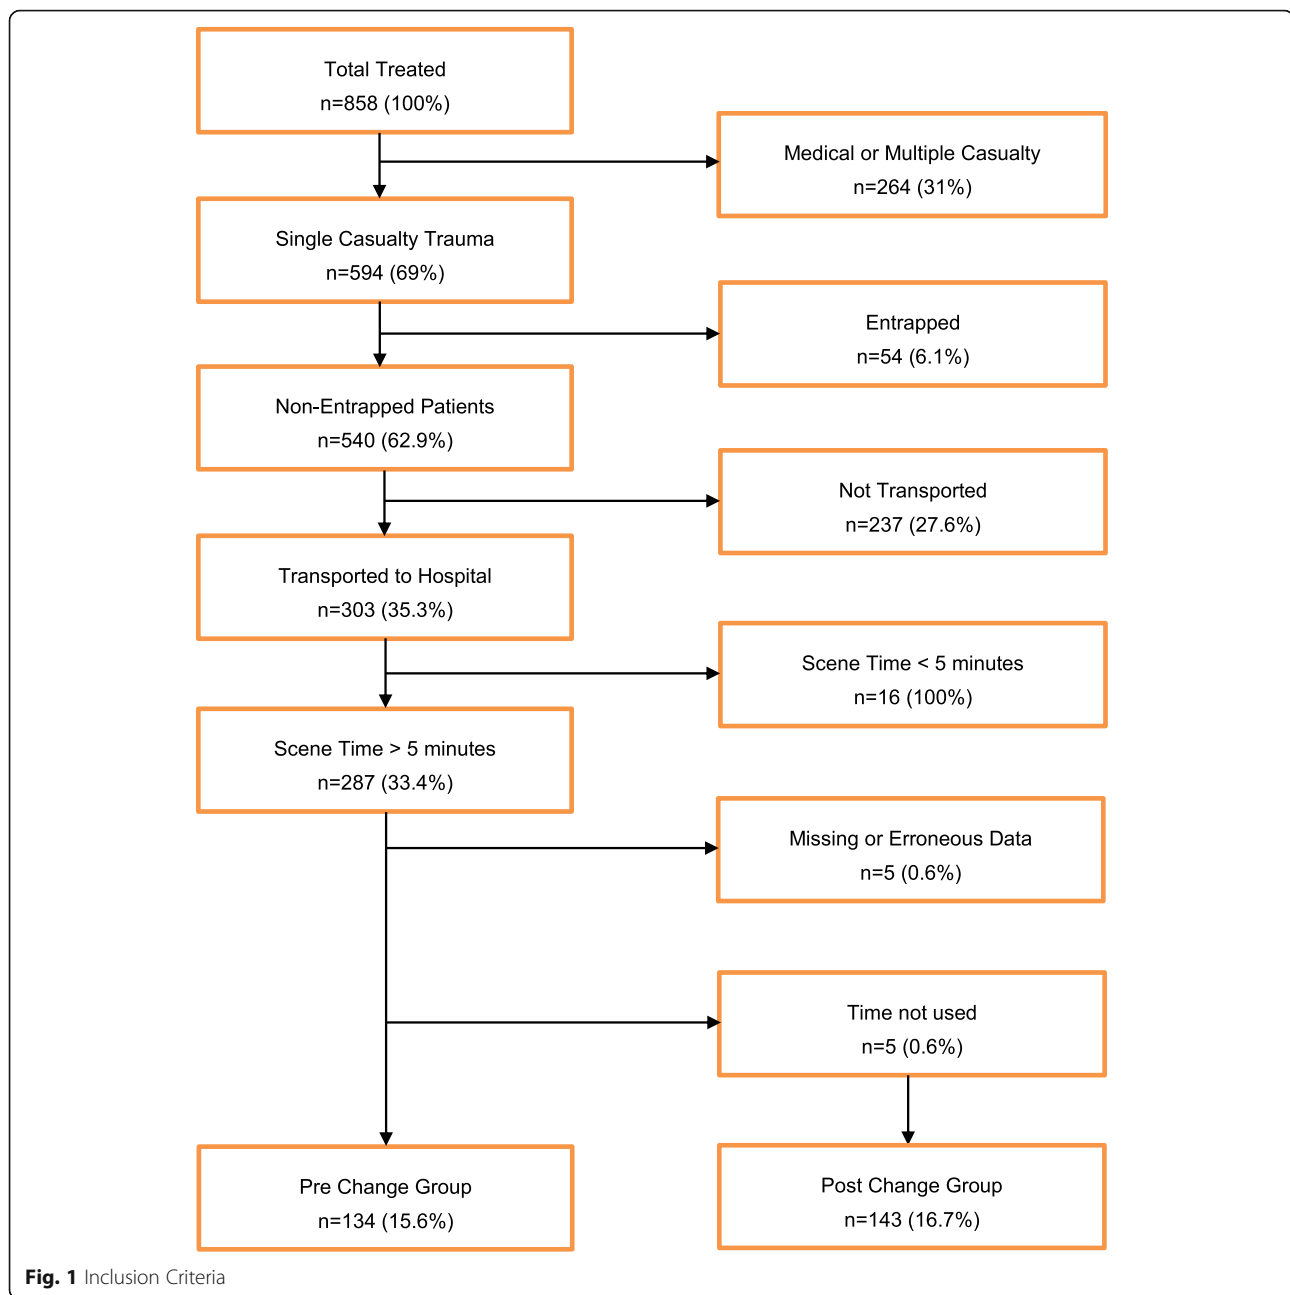 Total Treated
n=858 (100%)
Medical or Multiple Casualty
n=264 (31%)
Single Casualty Trauma
n=594 (69%)
Entrapped
n=54 (6.1%)
Non-Entrapped Patients
n=540 (62.9%)
Not Transported
n=237 (27.6%)
Transported to Hospital
n=303 (35.3%)
Scene Time < 5 minutes
n=16 (100%)
Scene Time > 5 minutes
n=287 (33.4%)
Missing or Erroneous Data
n=5 (0.6%)
Time not used
n=5 (0.6%)
Pre Change Group
n=134 (15.6%)
Post Change Group
n=143 (16.7%)
Fig. 1 Inclusion Criteria